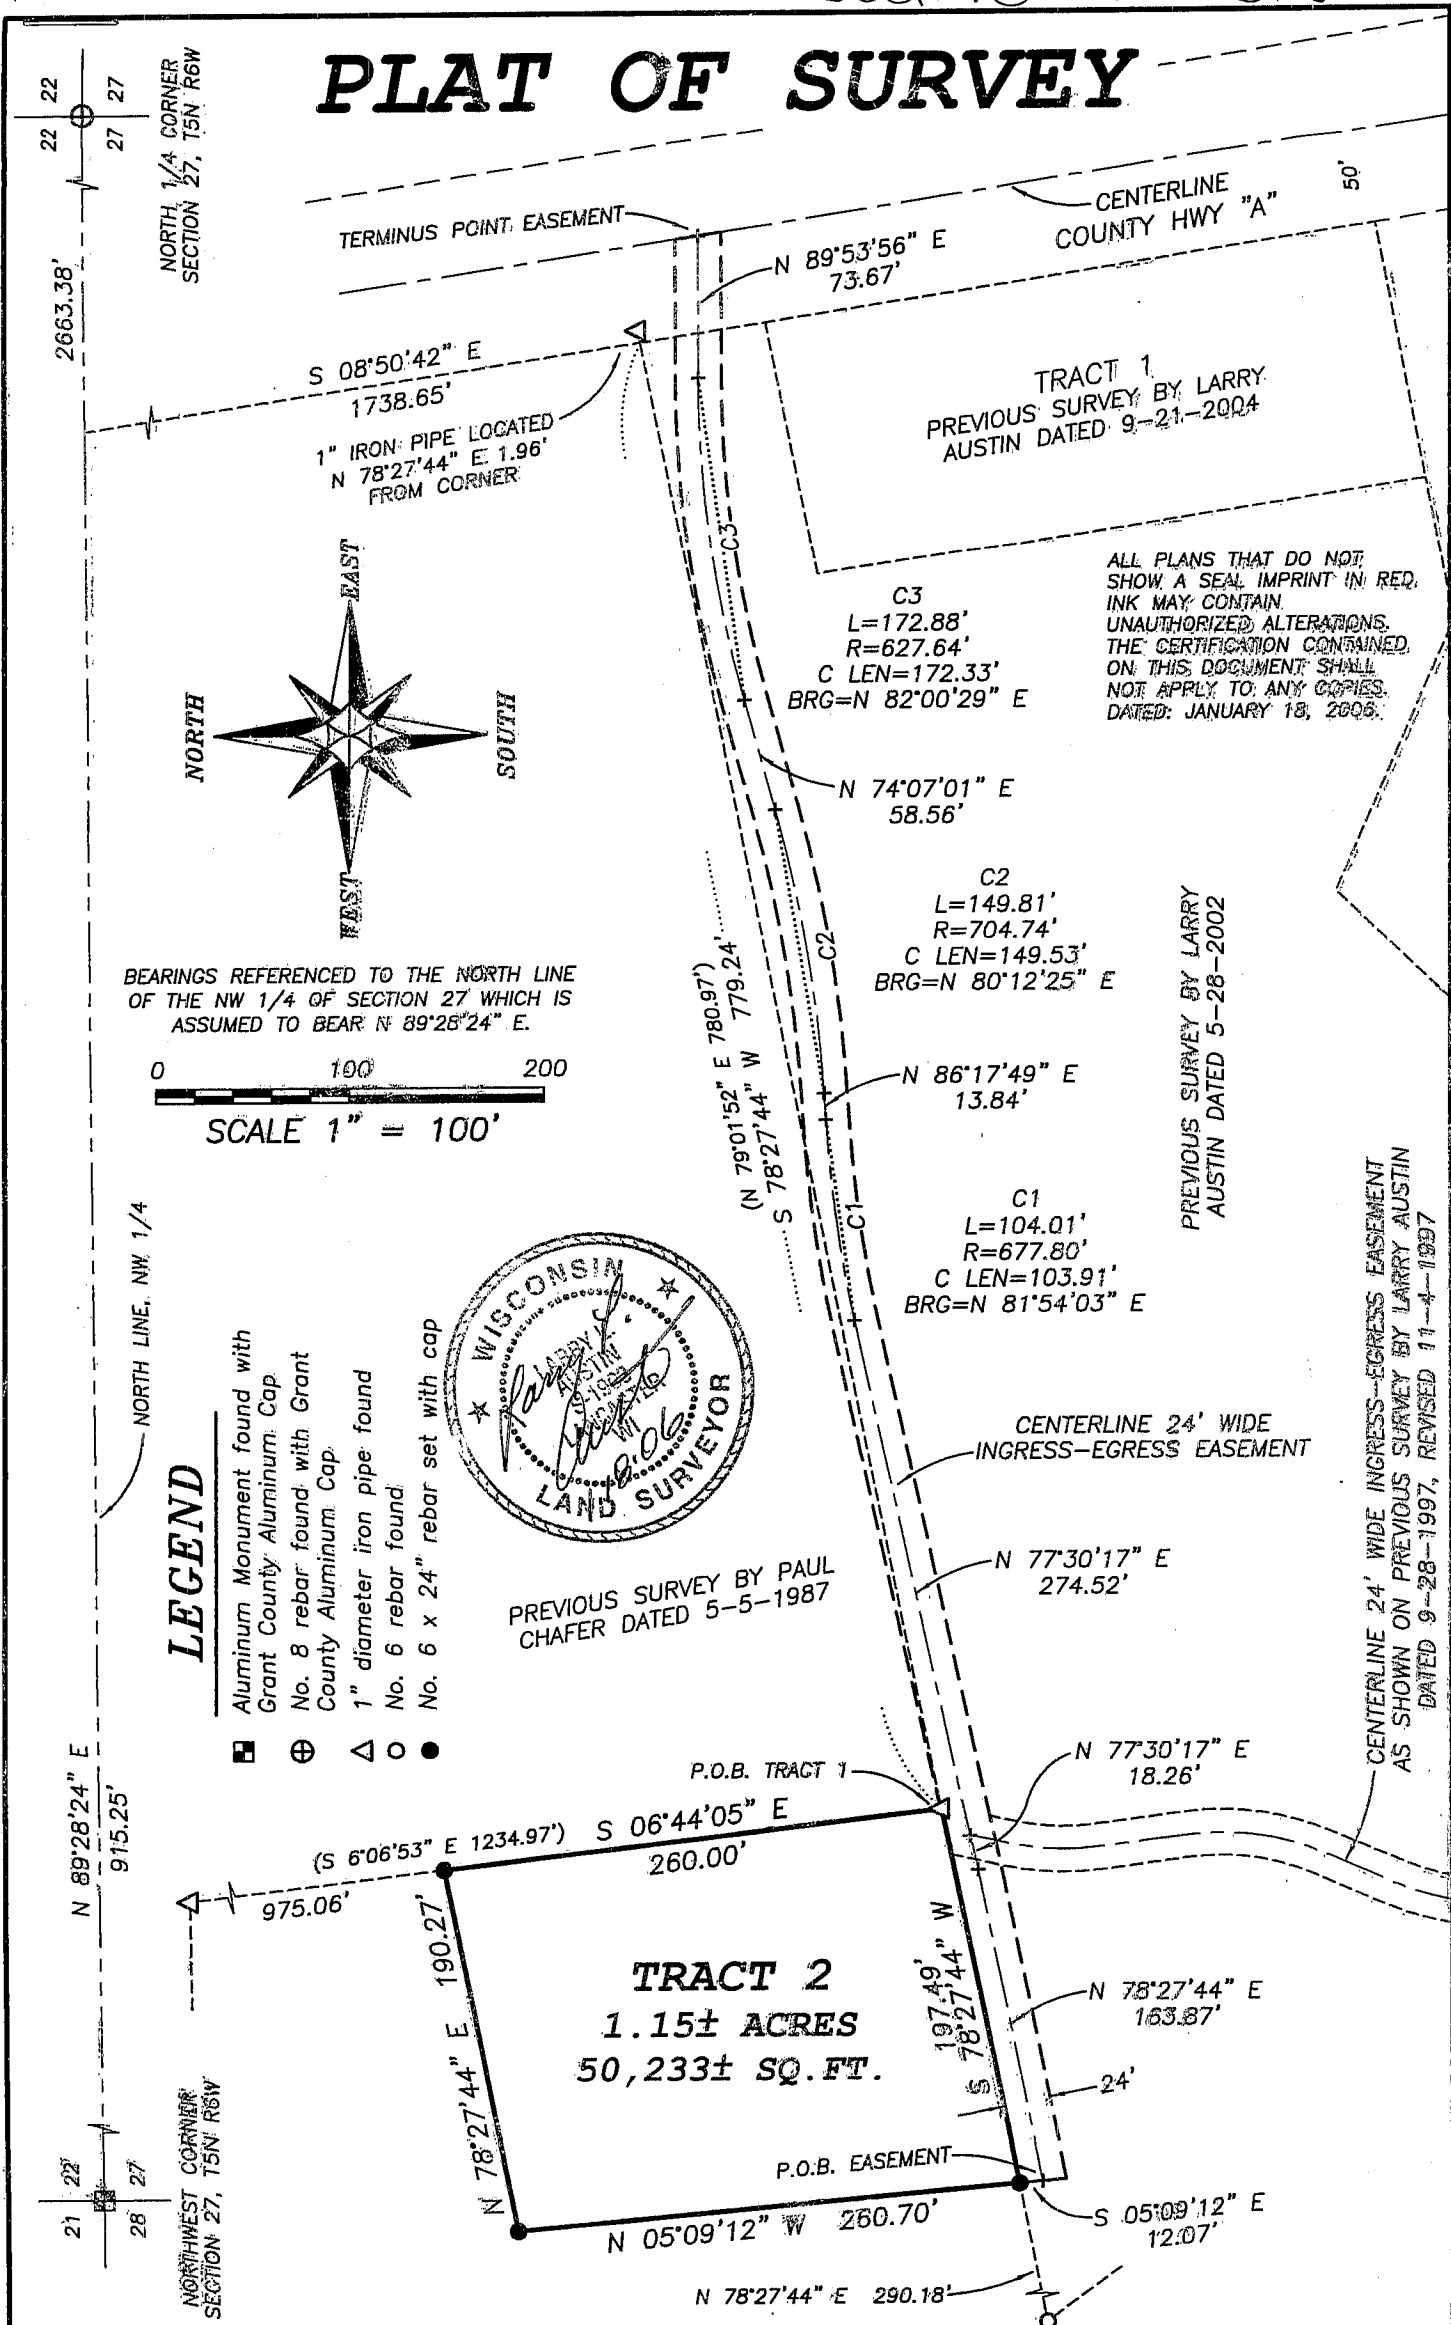 PLAT OF SURVEY
22 27
22 27
NORTH 1/4 CORNER
SECTION 27, T5N R6W
2663.38'
TERMINUS POINT EASEMENT
CENTERLINE
COUNTY HWY "A"
50'
N 89°53'56" E
73.67'
S 08°50'42" E
1738.65'
1" IRON PIPE LOCATED
N 78°27'44" E 1.96'
FROM CORNER
TRACT 1
PREVIOUS SURVEY BY LARRY
AUSTIN DATED 9-21-2004
ALL PLANS THAT DO NOT
SHOW A SEAL IMPRINT IN RED
INK MAY CONTAIN
UNAUTHORIZED ALTERATIONS.
THE CERTIFICATION CONTAINED
ON THIS DOCUMENT SHALL
NOT APPLY TO ANY COPIES.
DATED: JANUARY 18, 2006.
C3
C3
L=172.88'
R=627.64'
C LEN=172.33'
BRG=N 82°00'29" E
EAST
NORTH
SOUTH
WEST
N 74°07'01" E
58.56'
C2
C2
L=149.81'
R=704.74'
C LEN=149.53'
BRG=N 80°12'25" E
PREVIOUS SURVEY BY LARRY
AUSTIN DATED 5-28-2002
BEARINGS REFERENCED TO THE NORTH LINE
OF THE NW 1/4 OF SECTION 27 WHICH IS
ASSUMED TO BEAR N 89°28'24" E.
0 100 200
SCALE 1" = 100'
(N 79°01'52" E 780.97')
S 78°27'44" W 779.24'
N 86°17'49" E
13.84'
C1
C1
L=104.01'
R=677.80'
C LEN=103.91'
BRG=N 81°54'03" E
NORTH LINE, NW 1/4
LEGEND
Aluminum Monument found with
Grant County Aluminum Cap
No. 8 rebar found with Grant
County Aluminum Cap
1" diameter iron pipe found
No. 6 rebar found
No. 6 x 24" rebar set with cap
WISCONSIN
LARRY
AUSTIN
WI
LAND SURVEYOR
CENTERLINE 24' WIDE
INGRESS-EGRESS EASEMENT
CENTERLINE 24' WIDE INGRESS-EGRESS EASEMENT
AS SHOWN ON PREVIOUS SURVEY BY LARRY AUSTIN
DATED 9-28-1997, REVISED 11-4-1997
N 77°30'17" E
274.52'
PREVIOUS SURVEY BY PAUL
CHAFER DATED 5-5-1987
N 89°28'24" E
915.25'
P.O.B. TRACT 1
N 77°30'17" E
18.26'
(S 6°06'53" E 1234.97')
975.06'
S 06°44'05" E
260.00'
N 78°27'44" E 190.27'
TRACT 2
1.15± ACRES
50,233± SQ.FT.
197.49'
S 78°27'44" W
N 78°27'44" E
163.87'
24'
P.O.B. EASEMENT
N 05°09'12" W 260.70'
S 05°09'12" E
12.07'
N 78°27'44" E 290.18'
21 22
28 27
NORTHWEST CORNER
SECTION 27, T5N R6W